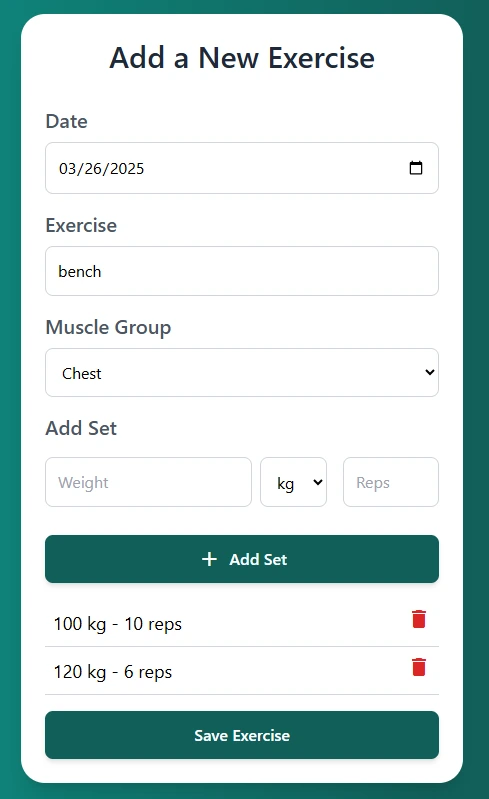 Add a New Exercise
Date
03/26/2025
Exercise
bench
Muscle Group
Chest
Add Set
Weight kg Reps
+ Add Set
100 kg - 10 reps
120 kg - 6 reps
Save Exercise